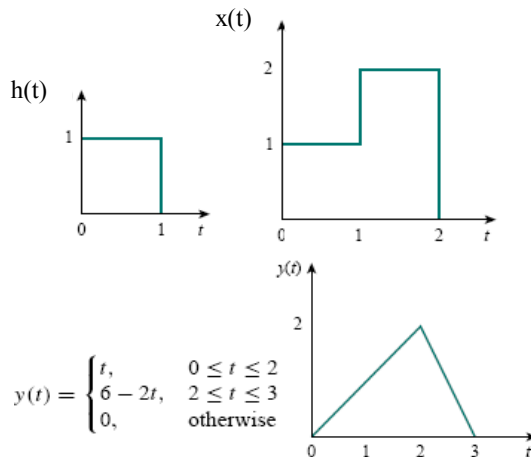 x(t)
h(t)
2
1
1
0
1
t
0
1
2
t
y(t)
2
y(t) = { t, 0 ≤ t ≤ 2
6 − 2t, 2 ≤ t ≤ 3
0, otherwise
0
1
2
3
t